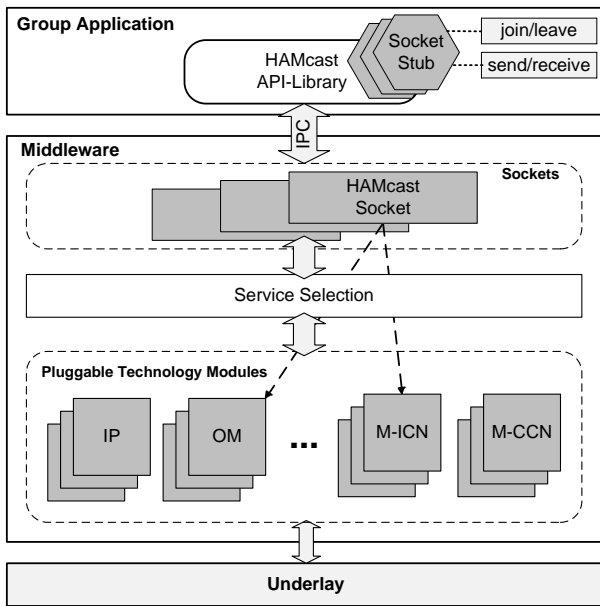 Group Application
HAMcast
API-Library
Socket
Stub
join/leave
send/receive
IPC
Middleware
Sockets
HAMcast
Socket
Service Selection
Pluggable Technology Modules
IP
OM
...
M-ICN
M-CCN
Underlay